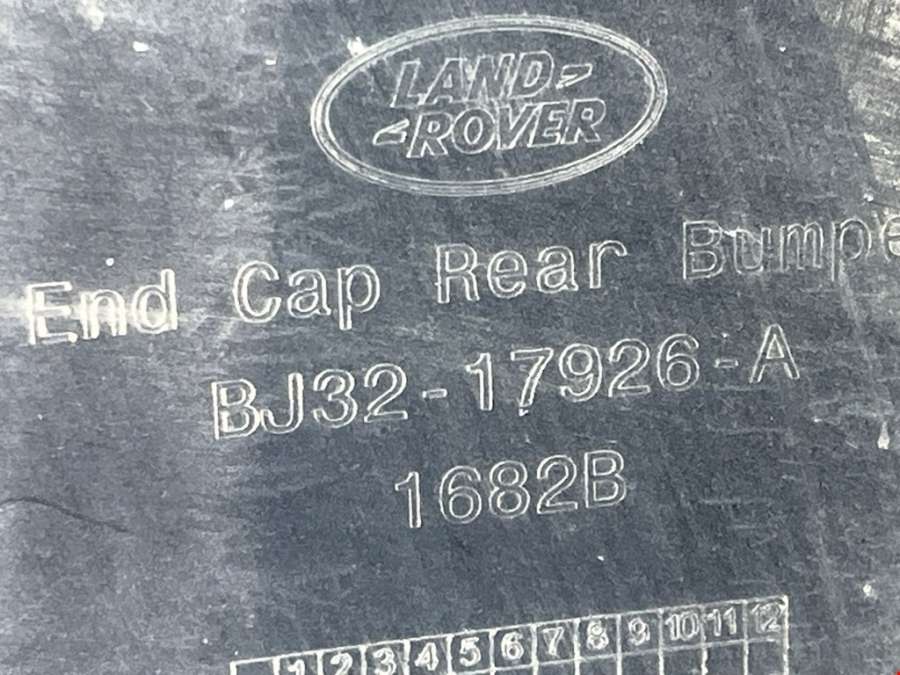 LAND
ROVER
End Cap Rear Bumpe
BJ32-17926-A
1682B
1 2 3 4 5 6 7 8 9 10 11 12